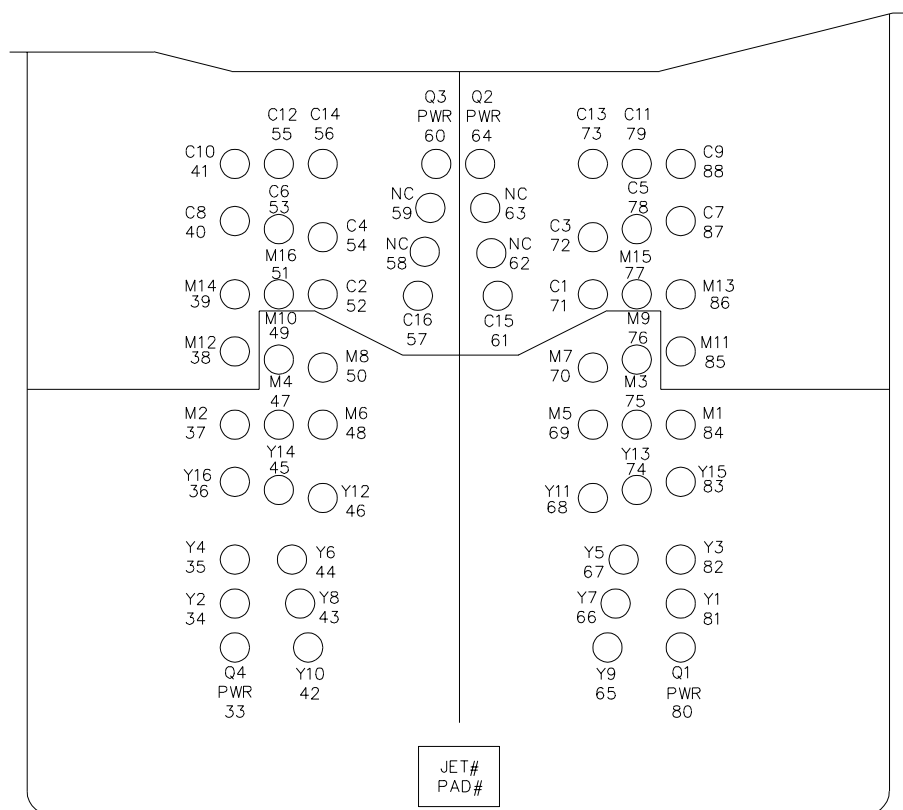 Q3
PWR
60
Q2
PWR
64
C12
55
C14
56
C13
73
C11
79
C10
41
C9
88
C6
53
NC
59
NC
63
C5
78
C8
40
C4
54
C3
72
C7
87
M16
51
NC
58
NC
62
M15
77
M14
39
C2
52
C1
71
M13
86
M10
49
C16
57
C15
61
M9
76
M12
38
M8
50
M7
70
M11
85
M4
47
M3
75
M2
37
M6
48
M5
69
M1
84
Y14
45
Y13
74
Y16
36
Y12
46
Y11
68
Y15
83
Y4
35
Y6
44
Y5
67
Y3
82
Y2
34
Y8
43
Y7
66
Y1
81
Q4
PWR
33
Y10
42
Y9
65
Q1
PWR
80
JET#
PAD#